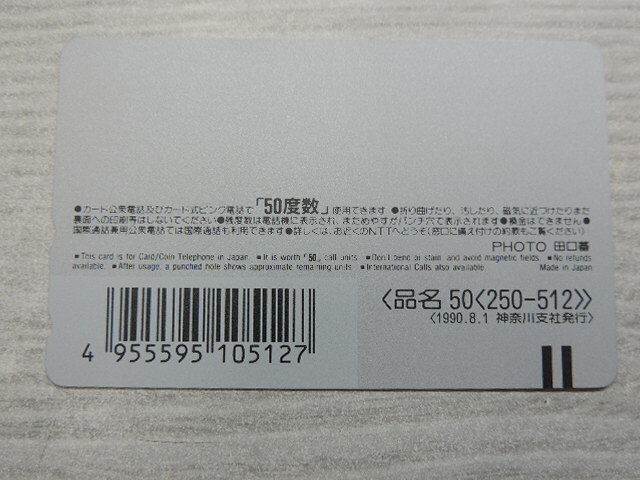 ●カード公衆電話及びカード式ピンク電話で「50度数」使用できます ●折り曲げたり、汚したり、磁気に近づけたりまた
裏面への印刷等はしないでください●残度数は電話機に表示され、まためやすがパンチ穴で表示されます●換金はできません●
国際通話兼用公衆電話では国際通話も利用できます●詳しくは、お近くのNTTへどうぞ(窓口に備え付けの約款もご覧ください)
PHOTO 田口
■This card is for Card/Coin Telephone in Japan ■It is worth「50」call units ■Don't bend or stain, and avoid magnetic fields ■No refunds
available. ■After usage, a punched hole shows approximate remaining units ■International Calls also available. Made in Japan
〈品名 50〈250-512〉〉
〈1990.8.1 神奈川支社発行〉
4 955595 105127